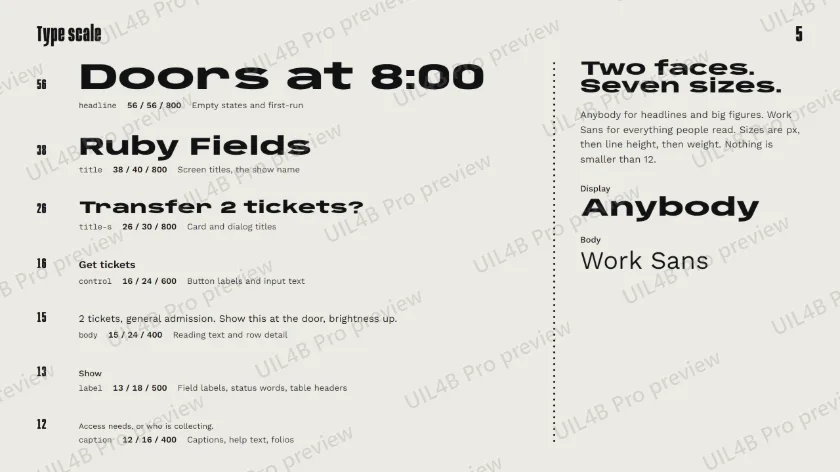 Type scale
5
56
Doors at 8:00
headline 56 / 56 / 800 Empty states and first-run
38
Ruby Fields
title 38 / 40 / 800 Screen titles, the show name
26
Transfer 2 tickets?
title-s 26 / 30 / 800 Card and dialog titles
16
Get tickets
control 16 / 24 / 600 Button labels and input text
15
2 tickets, general admission. Show this at the door, brightness up.
body 15 / 24 / 400 Reading text and row detail
13
Show
label 13 / 18 / 500 Field labels, status words, table headers
12
Access needs, or who is collecting.
caption 12 / 16 / 400 Captions, help text, folios
Two faces.
Seven sizes.
Anybody for headlines and big figures. Work
Sans for everything people read. Sizes are px,
then line height, then weight. Nothing is
smaller than 12.
Display
Anybody
Body
Work Sans
UIL4B Pro preview